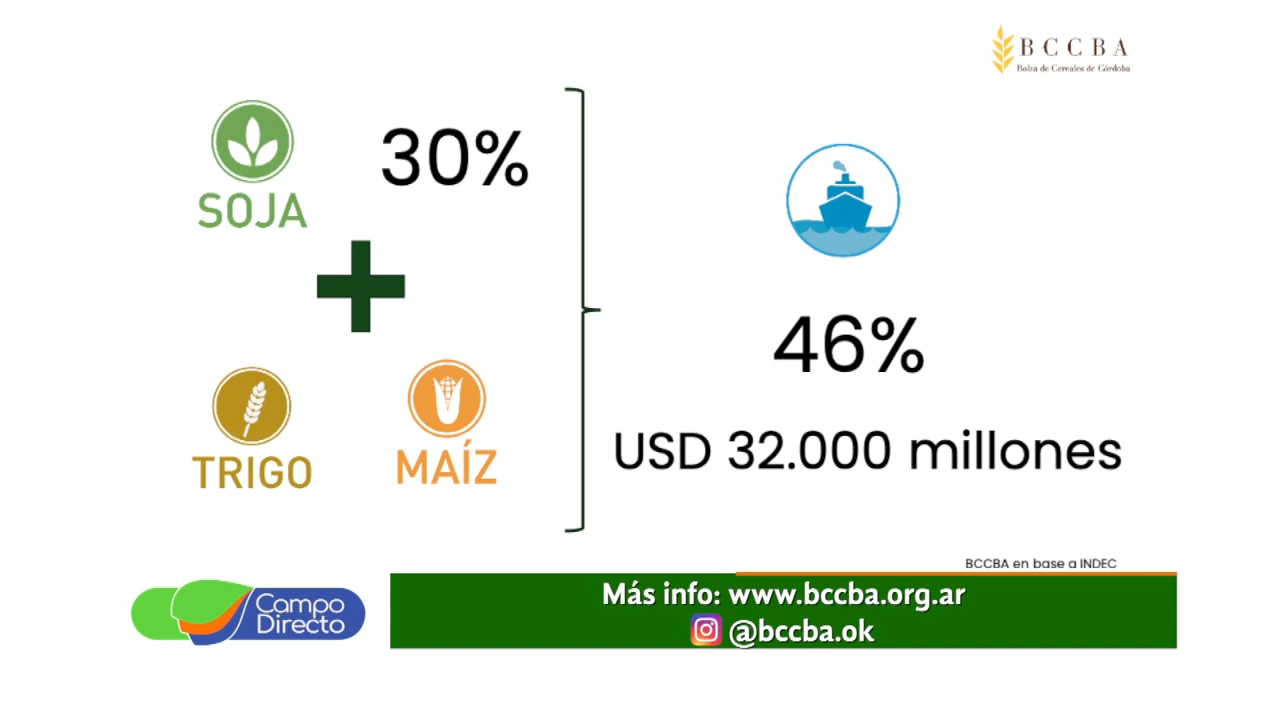 BCCBA
Bolsa de Cereales de Córdoba
30%
SOJA
TRIGO
MAÍZ
46%
USD 32.000 millones
BCCBA en base a INDEC
Campo
Directo
Más info: www.bccba.org.ar
@bccba.ok